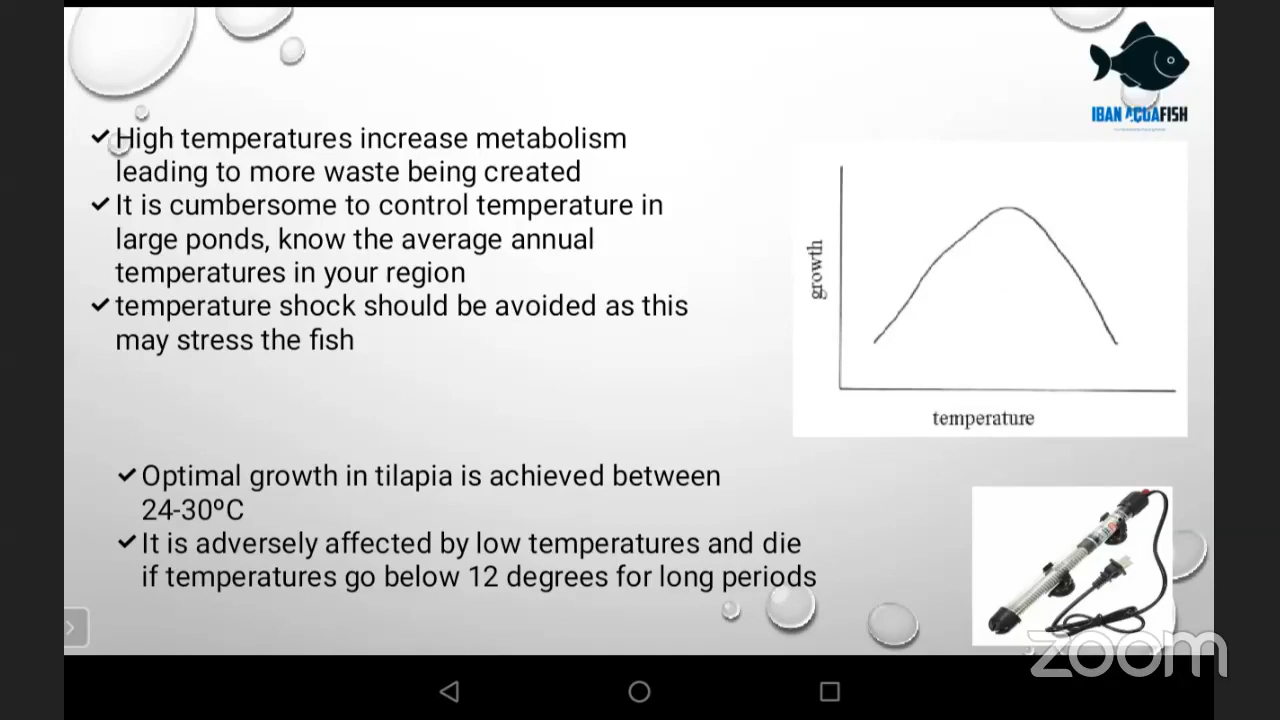 IBAN ACUAFISH
High temperatures increase metabolism
leading to more waste being created
It is cumbersome to control temperature in
large ponds, know the average annual
temperatures in your region
temperature shock should be avoided as this
may stress the fish
growth
temperature
Optimal growth in tilapia is achieved between
24-30ºC
It is adversely affected by low temperatures and die
if temperatures go below 12 degrees for long periods
zoom